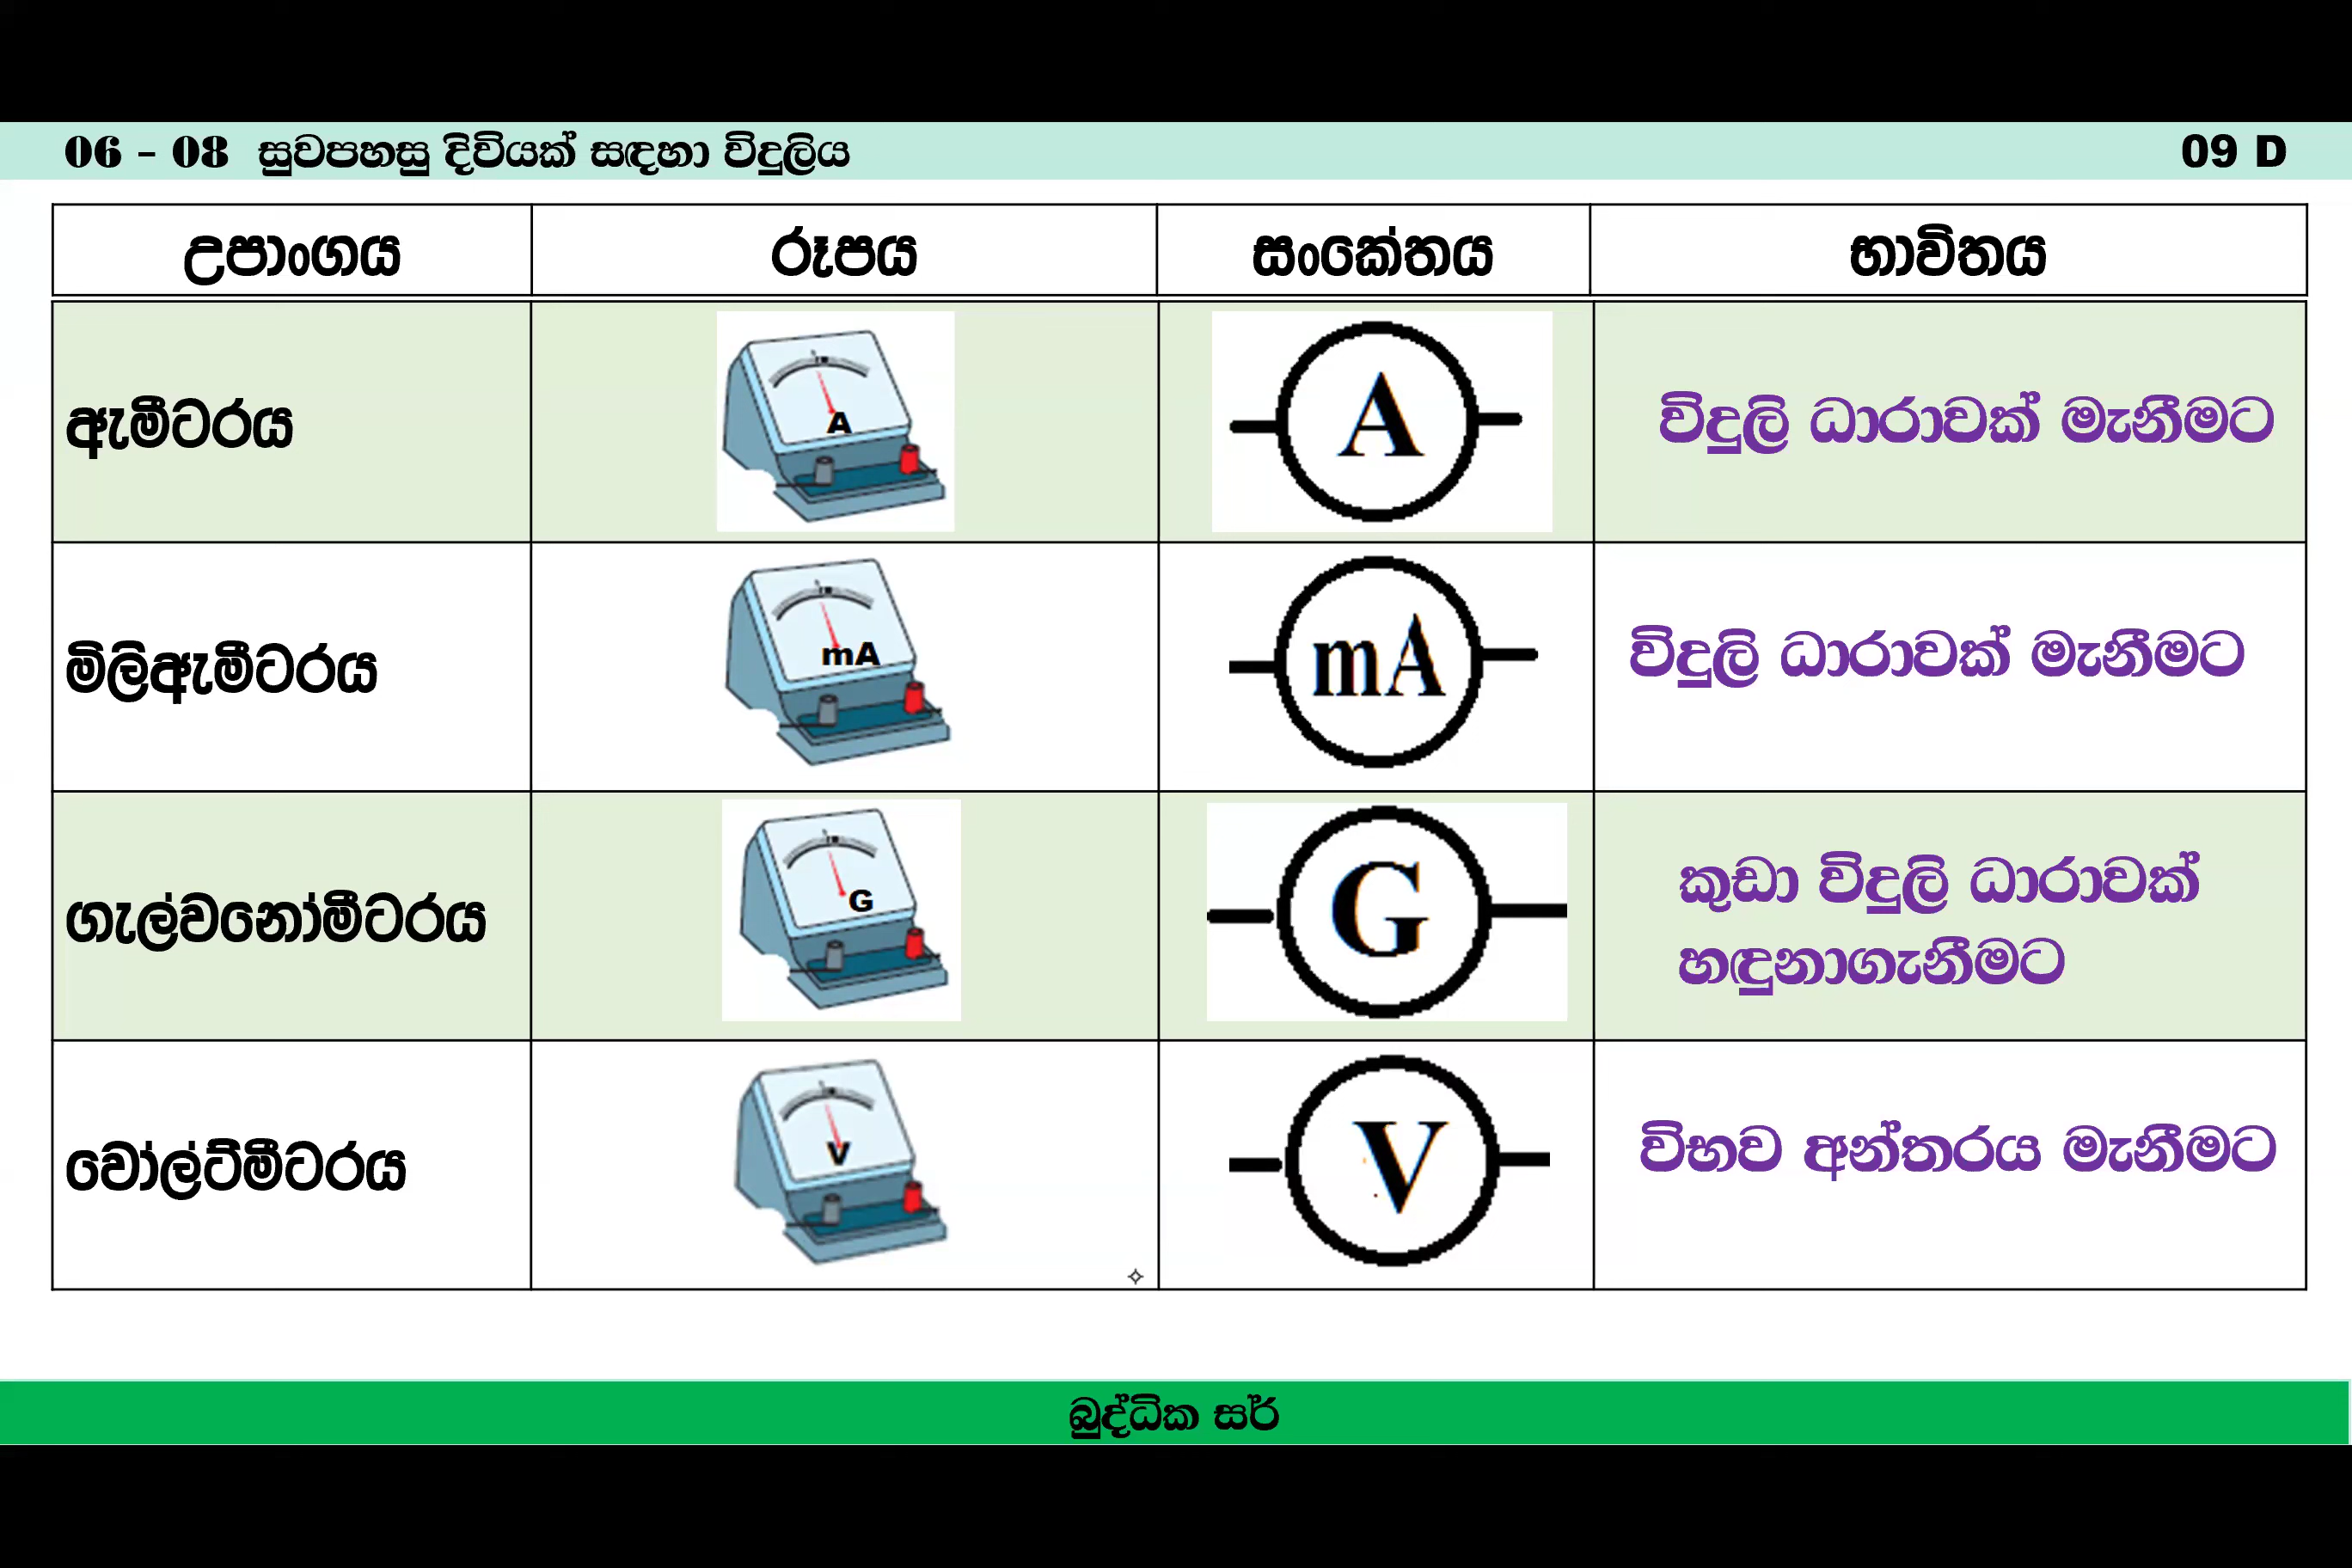 06 - 08 සුවපහසු දිවියක් සඳහා විදුලිය
09 D
උපාංගය රූපය සංකේතය භාවිතය
ඇමීටරය A A විදුලි ධාරාවක් මැනීමට
මිලිඇමීටරය mA mA විදුලි ධාරාවක් මැනීමට
ගැල්වනෝමීටරය G G කුඩා විදුලි ධාරාවක්
හඳුනාගැනීමට
වෝල්ට්මීටරය V V විභව අන්තරය මැනීමට
බුද්ධික සර්